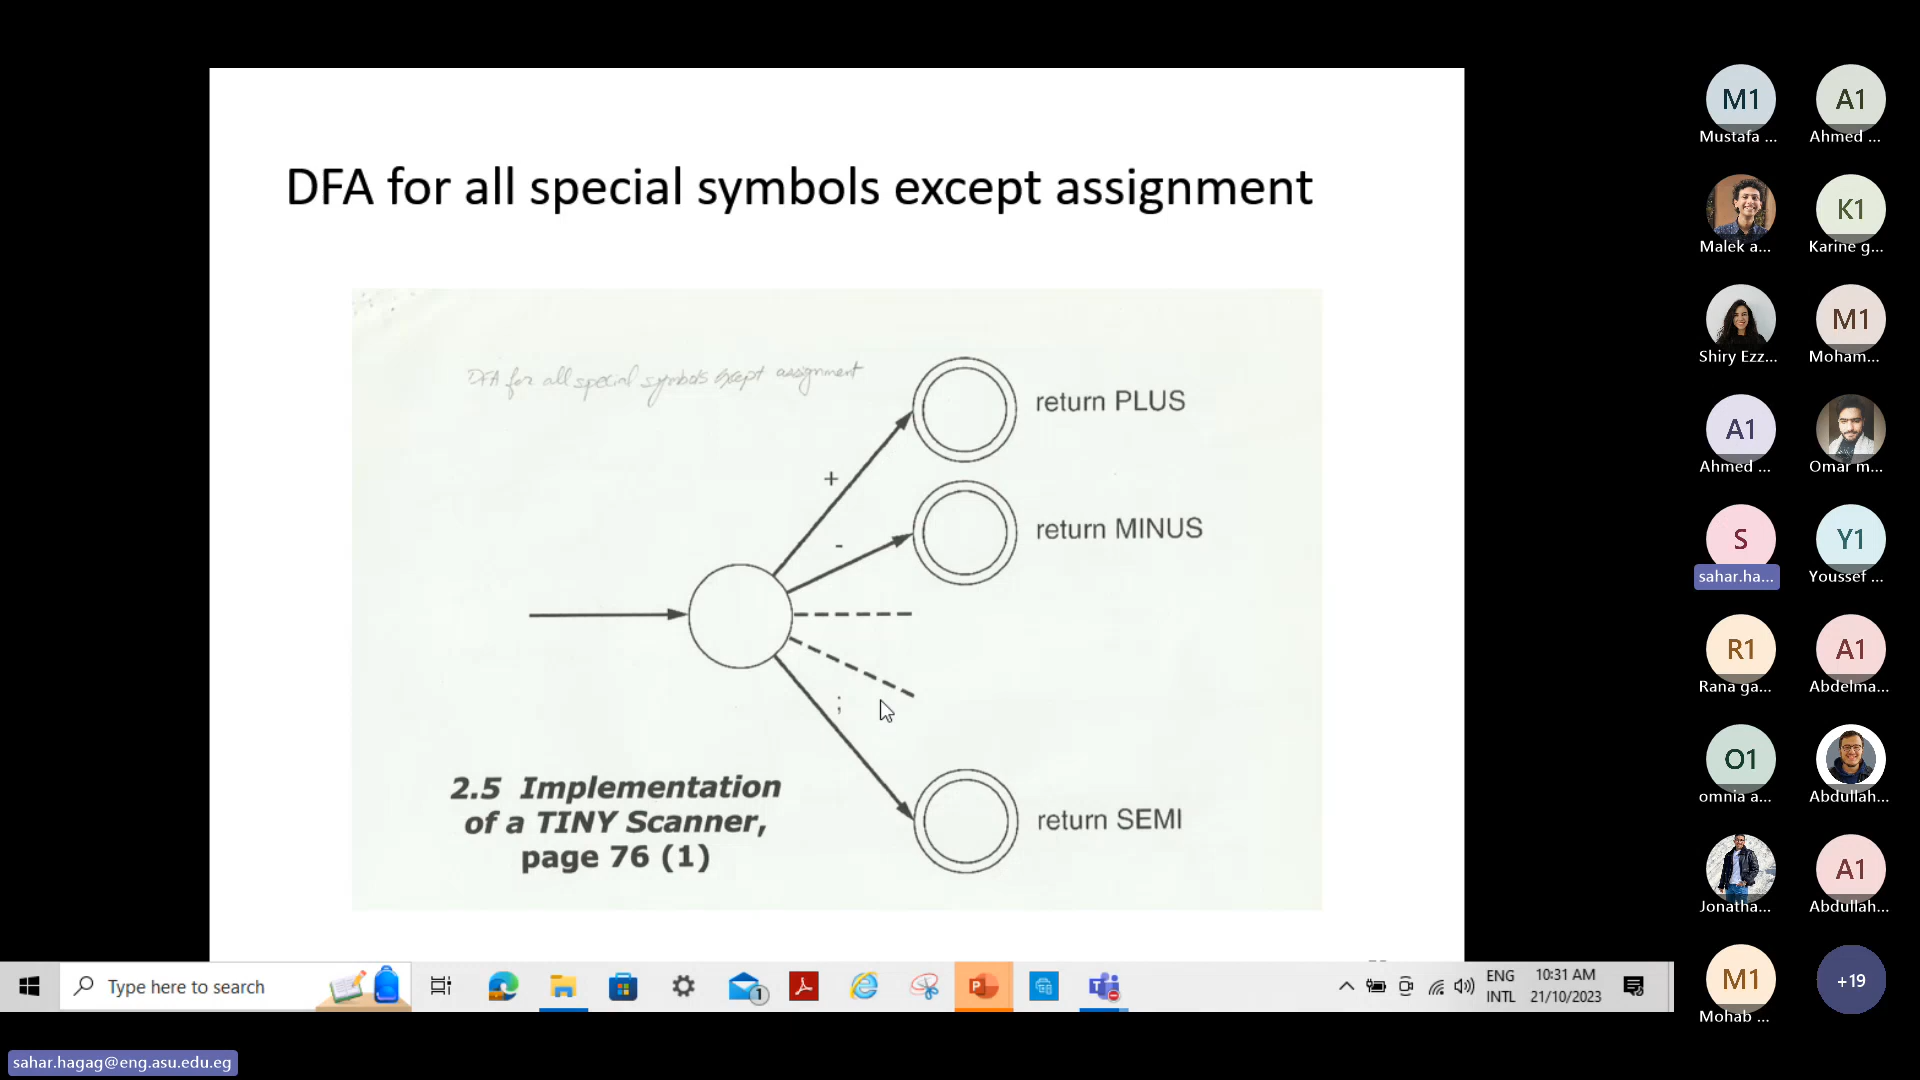 DFA for all special symbols except assignment
DFA for all special symbols except assignment
return PLUS
+
return MINUS
-
;
return SEMI
2.5 Implementation
of a TINY Scanner,
page 76 (1)
M1
Mustafa ...
A1
Ahmed ...
Malek a...
K1
Karine g...
Shiry Ezz...
M1
Moham...
A1
Ahmed ...
Omar m...
S
sahar.ha...
Y1
Youssef ...
R1
Rana ga...
A1
Abdelma...
O1
omnia a...
Abdullah...
Jonatha...
A1
Abdullah...
M1
Mohab ...
+19
Type here to search
1
ENG
INTL
10:31 AM
21/10/2023
sahar.hagag@eng.asu.edu.eg